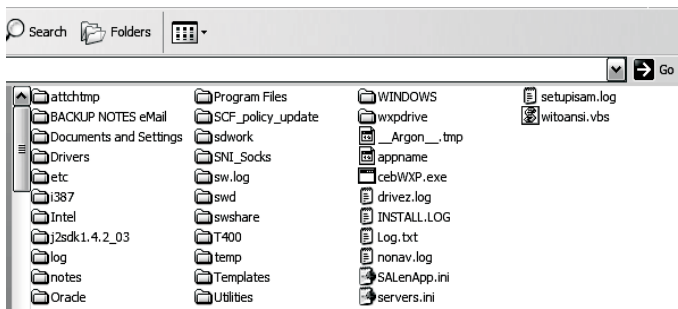 Search Folders
Go
attchtmp
BACKUP NOTES eMail
Documents and Settings
Drivers
etc
i387
Intel
j2sdk1.4.2_03
log
notes
Oracle
Program Files
SCF_policy_update
sdwork
SNI_Socks
sw.log
swd
swshare
T400
temp
Templates
Utilities
WINDOWS
wxpdrive
__Argon__.tmp
appname
cebWXP.exe
drivez.log
INSTALL.LOG
Log.txt
nonav.log
SALenApp.ini
servers.ini
setupisam.log
witoansi.vbs